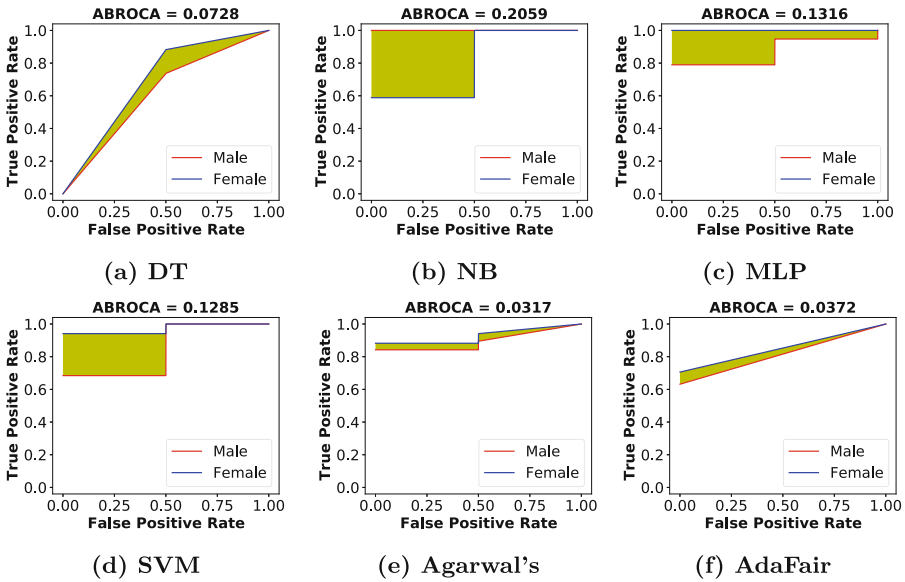 ABROCA = 0.0728
1.0
0.8
0.6
0.4
0.2
0.0
True Positive Rate
Male
Female
0.00 0.25 0.50 0.75 1.00
False Positive Rate
(a) DT
ABROCA = 0.2059
1.0
0.8
0.6
0.4
0.2
0.0
True Positive Rate
Male
Female
0.00 0.25 0.50 0.75 1.00
False Positive Rate
(b) NB
ABROCA = 0.1316
1.0
0.8
0.6
0.4
0.2
0.0
True Positive Rate
Male
Female
0.00 0.25 0.50 0.75 1.00
False Positive Rate
(c) MLP
ABROCA = 0.1285
1.0
0.8
0.6
0.4
0.2
0.0
True Positive Rate
Male
Female
0.00 0.25 0.50 0.75 1.00
False Positive Rate
(d) SVM
ABROCA = 0.0317
1.0
0.8
0.6
0.4
0.2
0.0
True Positive Rate
Male
Female
0.00 0.25 0.50 0.75 1.00
False Positive Rate
(e) Agarwal's
ABROCA = 0.0372
1.0
0.8
0.6
0.4
0.2
0.0
True Positive Rate
Male
Female
0.00 0.25 0.50 0.75 1.00
False Positive Rate
(f) AdaFair